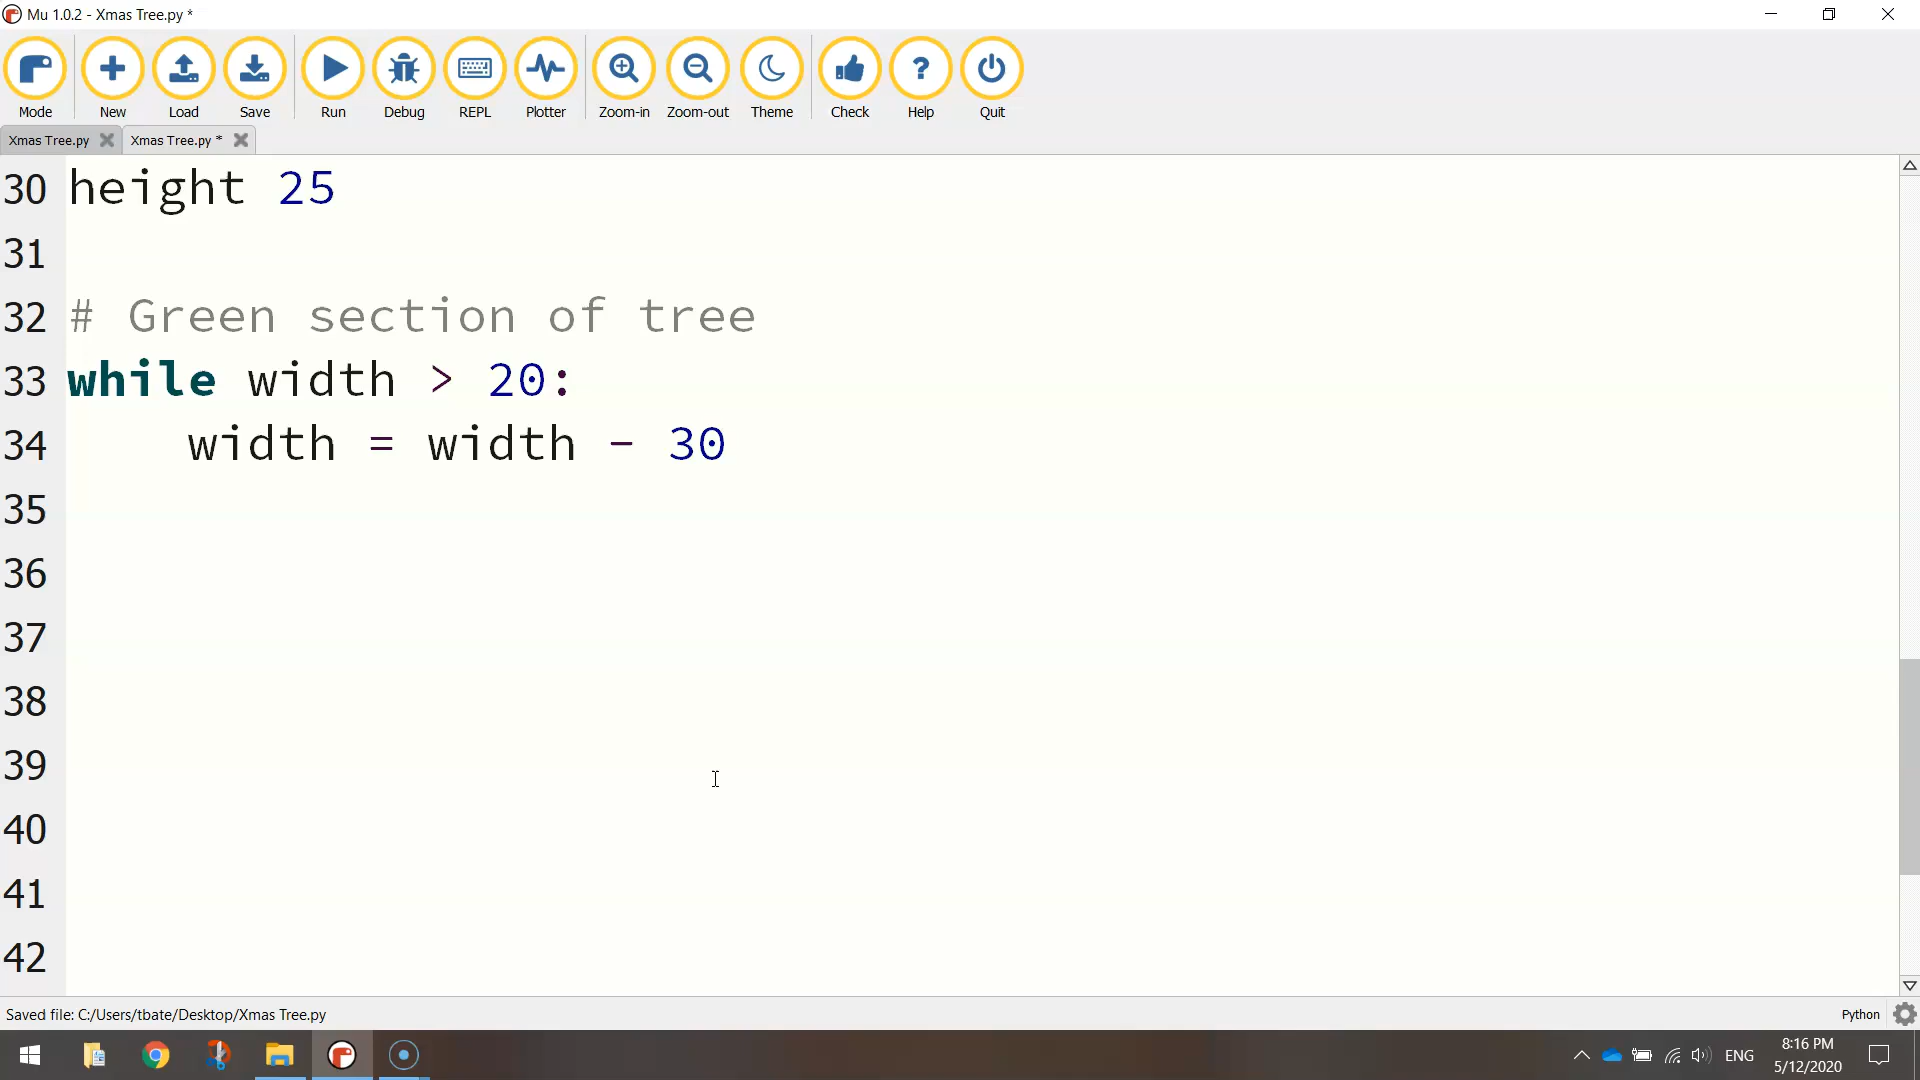 Mu 1.0.2 - Xmas Tree.py *
Mode New Load Save Run Debug REPL Plotter Zoom-in Zoom-out Theme Check Help Quit
Xmas Tree.py Xmas Tree.py *
30 height 25
31
32 # Green section of tree
33 while width > 20:
34 width = width - 30
35
36
37
38
39
40
41
42
Saved file: C:/Users/tbate/Desktop/Xmas Tree.py Python
ENG 8:16 PM
5/12/2020